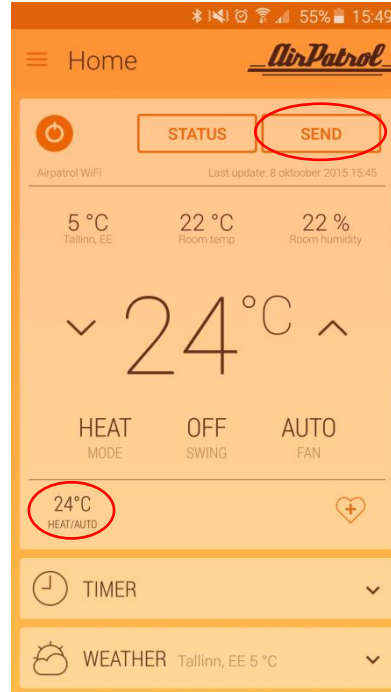 55% 15:49
Home AirPatrol
STATUS SEND
Airpatrol WiFi Last update: 8 oktoober 2015 15:45
5 °C 22 °C 22 %
Tallinn, EE Room temp Room humidity
24°C
HEAT OFF AUTO
MODE SWING FAN
24°C
HEAT/AUTO
TIMER
WEATHER Tallinn, EE 5 °C